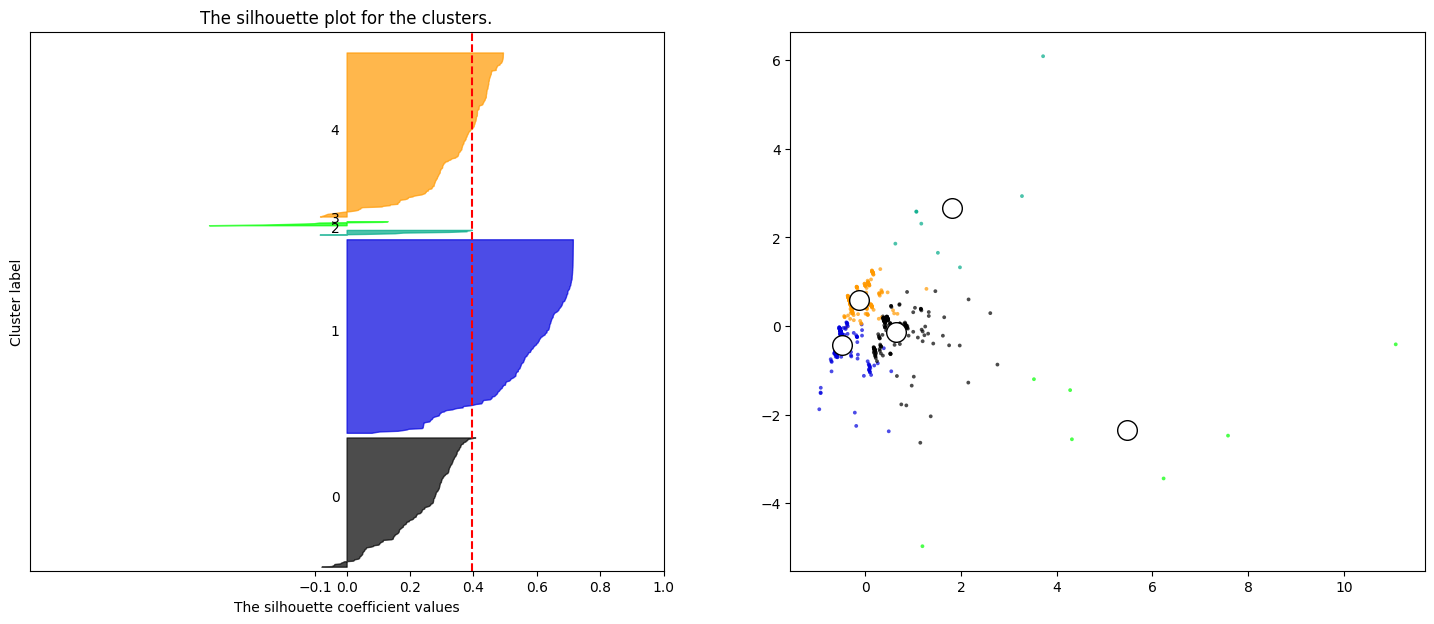 The silhouette plot for the clusters.
Cluster label
4
3
2
1
0
−0.1 0.0 0.2 0.4 0.6 0.8 1.0
The silhouette coefficient values
6
4
2
0
−2
−4
0 2 4 6 8 10